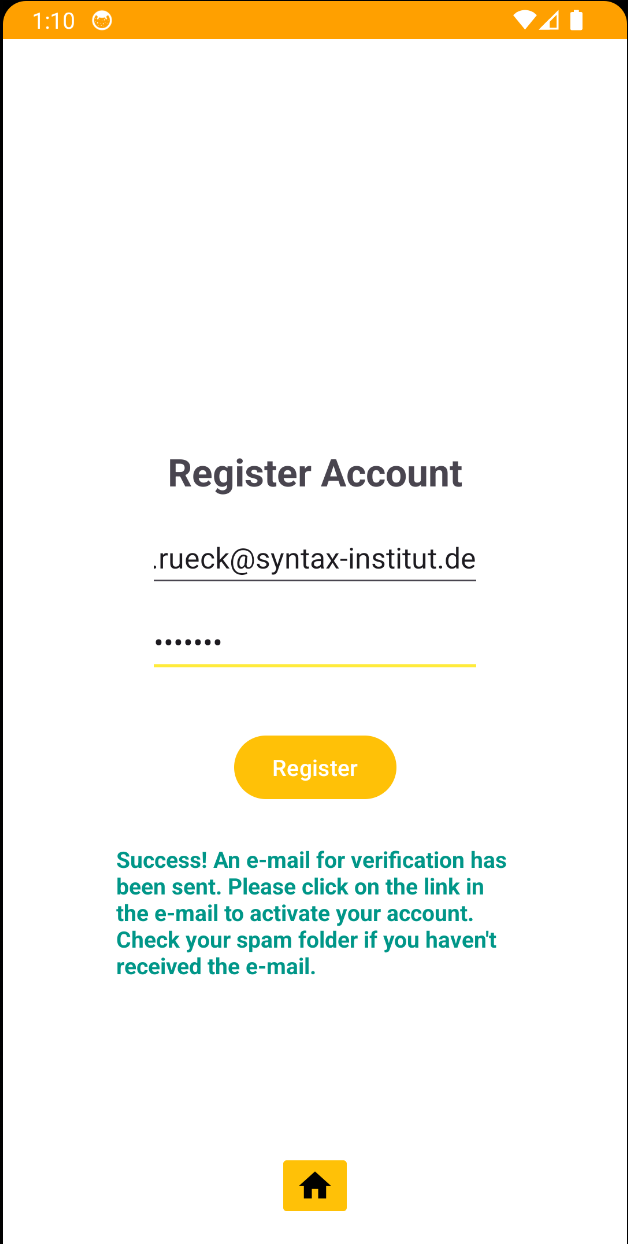 1:10
Register Account
.rueck@syntax-institut.de
•••••••
Register
Success! An e-mail for verification has
been sent. Please click on the link in
the e-mail to activate your account.
Check your spam folder if you haven't
received the e-mail.